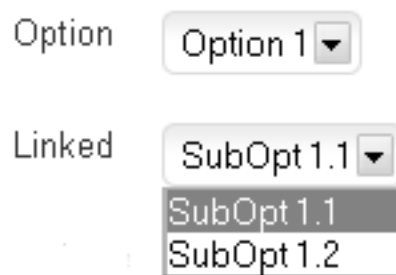 Option Option 1
Linked SubOpt 1.1
SubOpt 1.1
SubOpt 1.2